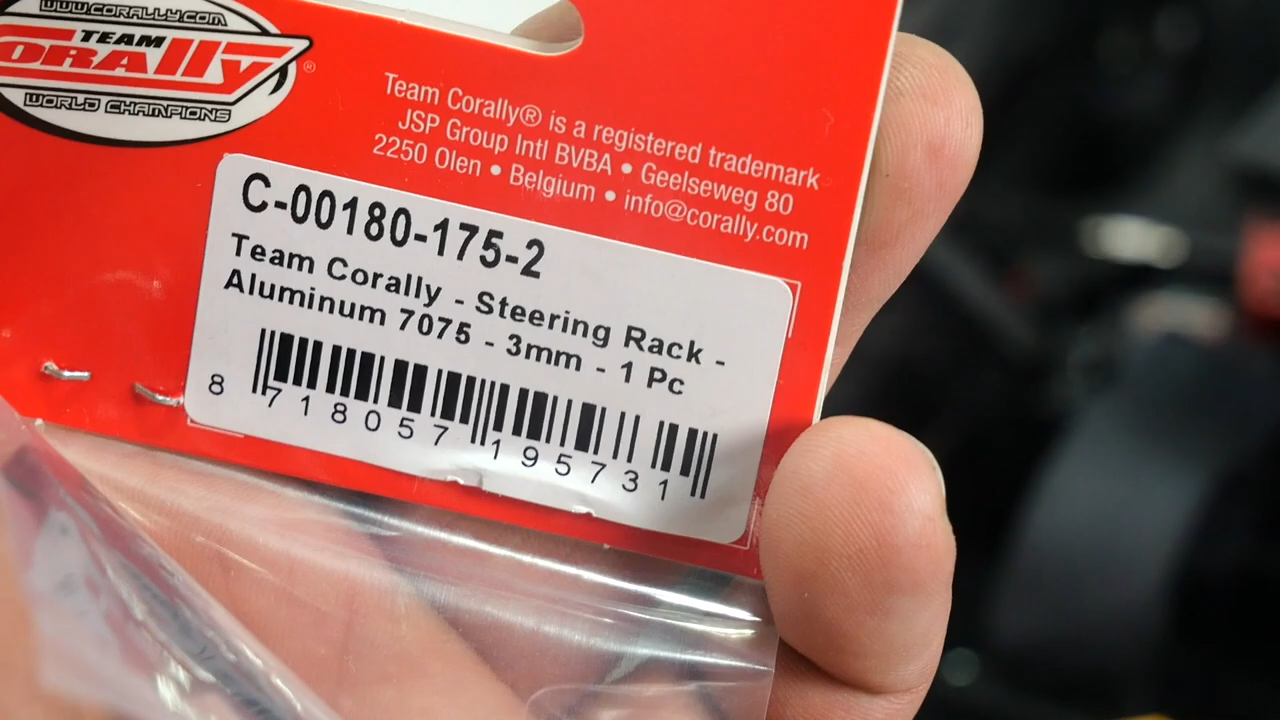 WWW.CORALLY.COM
TEAM
CORALLY
®
WORLD CHAMPIONS
Team Corally® is a registered trademark
JSP Group Intl BVBA • Geelseweg 80
2250 Olen • Belgium • info@corally.com
C-00180-175-2
Team Corally - Steering Rack -
Aluminum 7075 - 3mm - 1 Pc
8 718057 195731